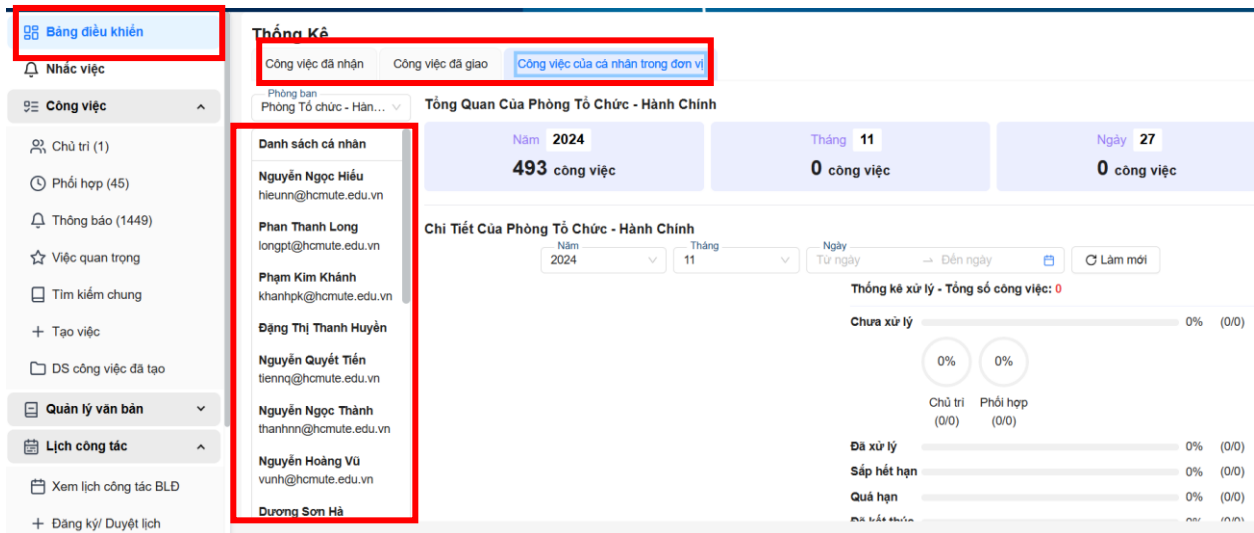 Bảng điều khiển
Nhắc việc
Công việc
Chủ trì (1)
Phối hợp (45)
Thông báo (1449)
Việc quan trọng
Tìm kiếm chung
Tạo việc
DS công việc đã tạo
Quản lý văn bản
Lịch công tác
Xem lịch công tác BLĐ
Đăng ký/ Duyệt lịch
Thống Kê
Công việc đã nhận Công việc đã giao Công việc của cá nhân trong đơn vị
Phòng ban
Phòng Tổ chức - Hàn...
Danh sách cá nhân
Nguyễn Ngọc Hiếu
hieunn@hcmute.edu.vn
Phan Thanh Long
longpt@hcmute.edu.vn
Phạm Kim Khánh
khanhpk@hcmute.edu.vn
Đặng Thị Thanh Huyền
Nguyễn Quyết Tiến
tiennq@hcmute.edu.vn
Nguyễn Ngọc Thành
thanhnn@hcmute.edu.vn
Nguyễn Hoàng Vũ
vunh@hcmute.edu.vn
Dương Sơn Hà
Tổng Quan Của Phòng Tổ Chức - Hành Chính
Năm 2024
493 công việc
Tháng 11
0 công việc
Ngày 27
0 công việc
Chi Tiết Của Phòng Tổ Chức - Hành Chính
Năm Tháng Ngày
2024 11 Từ ngày → Đến ngày Làm mới
Thống kê xử lý - Tổng số công việc: 0
Chưa xử lý 0% (0/0)
0% 0%
Chủ trì Phối hợp
(0/0) (0/0)
Đã xử lý 0% (0/0)
Sắp hết hạn 0% (0/0)
Quá hạn 0% (0/0)
Đã kết thúc 0% (0/0)